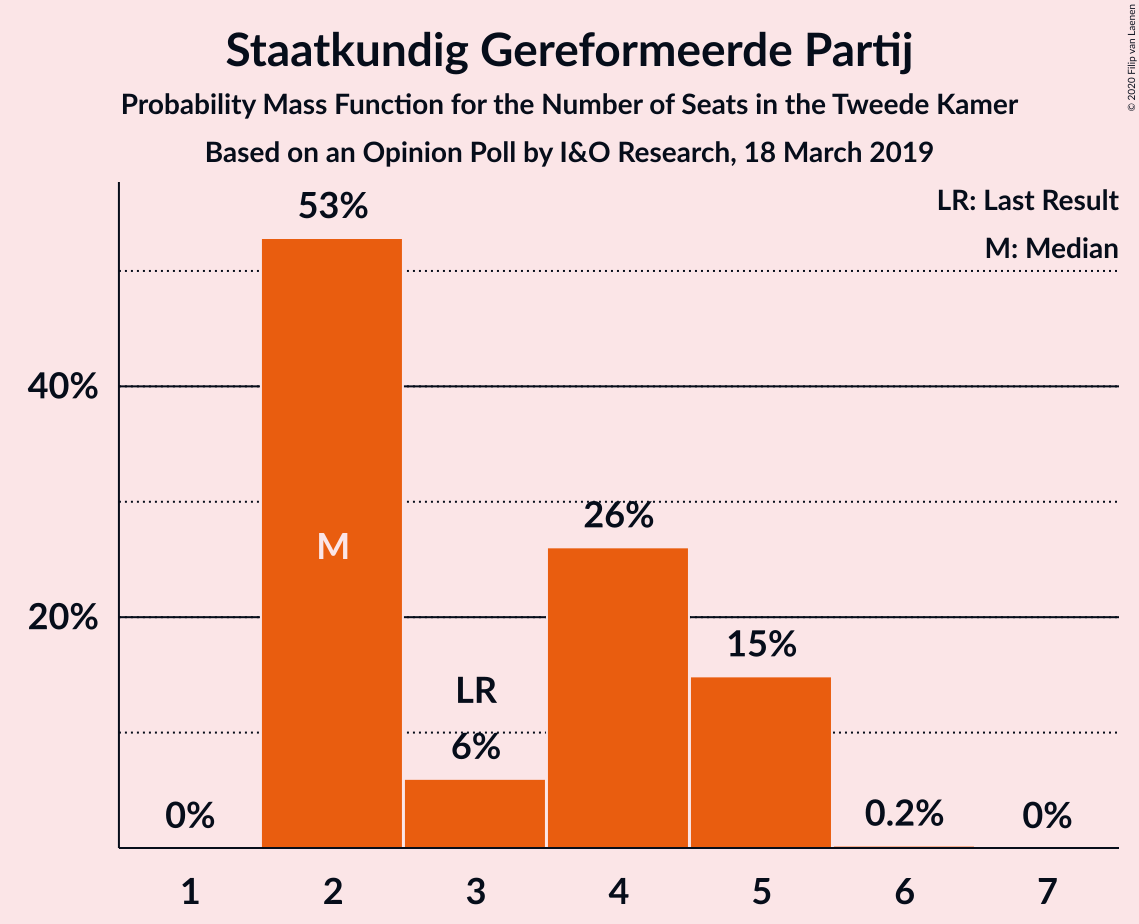 Staatkundig Gereformeerde Partij
Probability Mass Function for the Number of Seats in the Tweede Kamer
Based on an Opinion Poll by I&O Research, 18 March 2019
© 2020 Filip van Laenen
LR: Last Result
M: Median
53%
40%
26%
M
20%
15%
LR
6%
0%
0.2%
0%
1 2 3 4 5 6 7